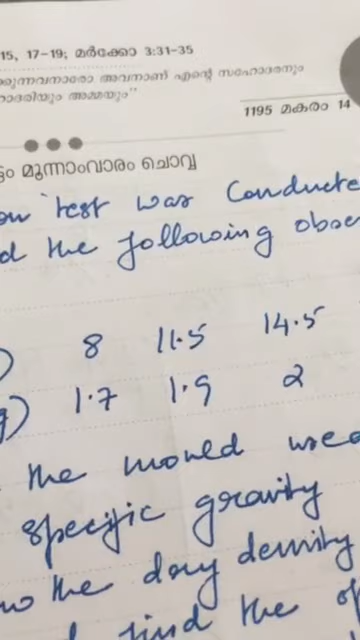 15, 17-19; മർക്കോ 3:31-35
ക്കുന്നവനാരോ അവനാണ് എന്റെ സഹോദരനും
ദരിയും അമ്മയും"
1195 മകരം 14
ടം മൂന്നാംവാരം ചൊവ്വ
test was Conducte
d the following obse
) 8 11.5 14.5
g) 1.7 1.9 2
the mould
specific gravity
the dry density
find the